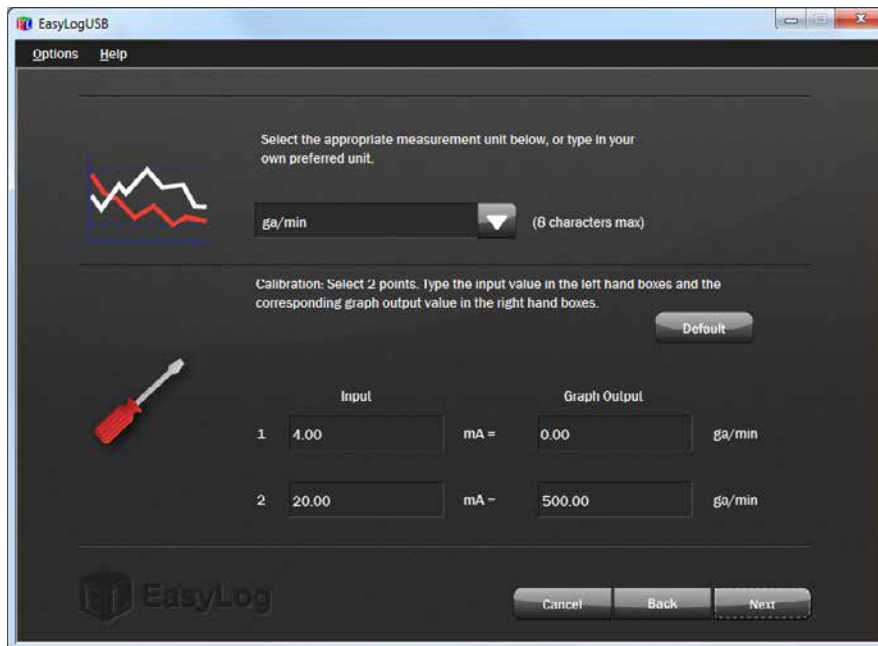 EasyLogUSB
Options Help
Select the appropriate measurement unit below, or type in your
own preferred unit.
ga/min (8 characters max)
Calibration: Select 2 points. Type the input value in the left hand boxes and the
corresponding graph output value in the right hand boxes.
Default
Input Graph Output
1 4.00 mA = 0.00 ga/min
2 20.00 mA = 500.00 ga/min
EasyLog
Cancel Back Next